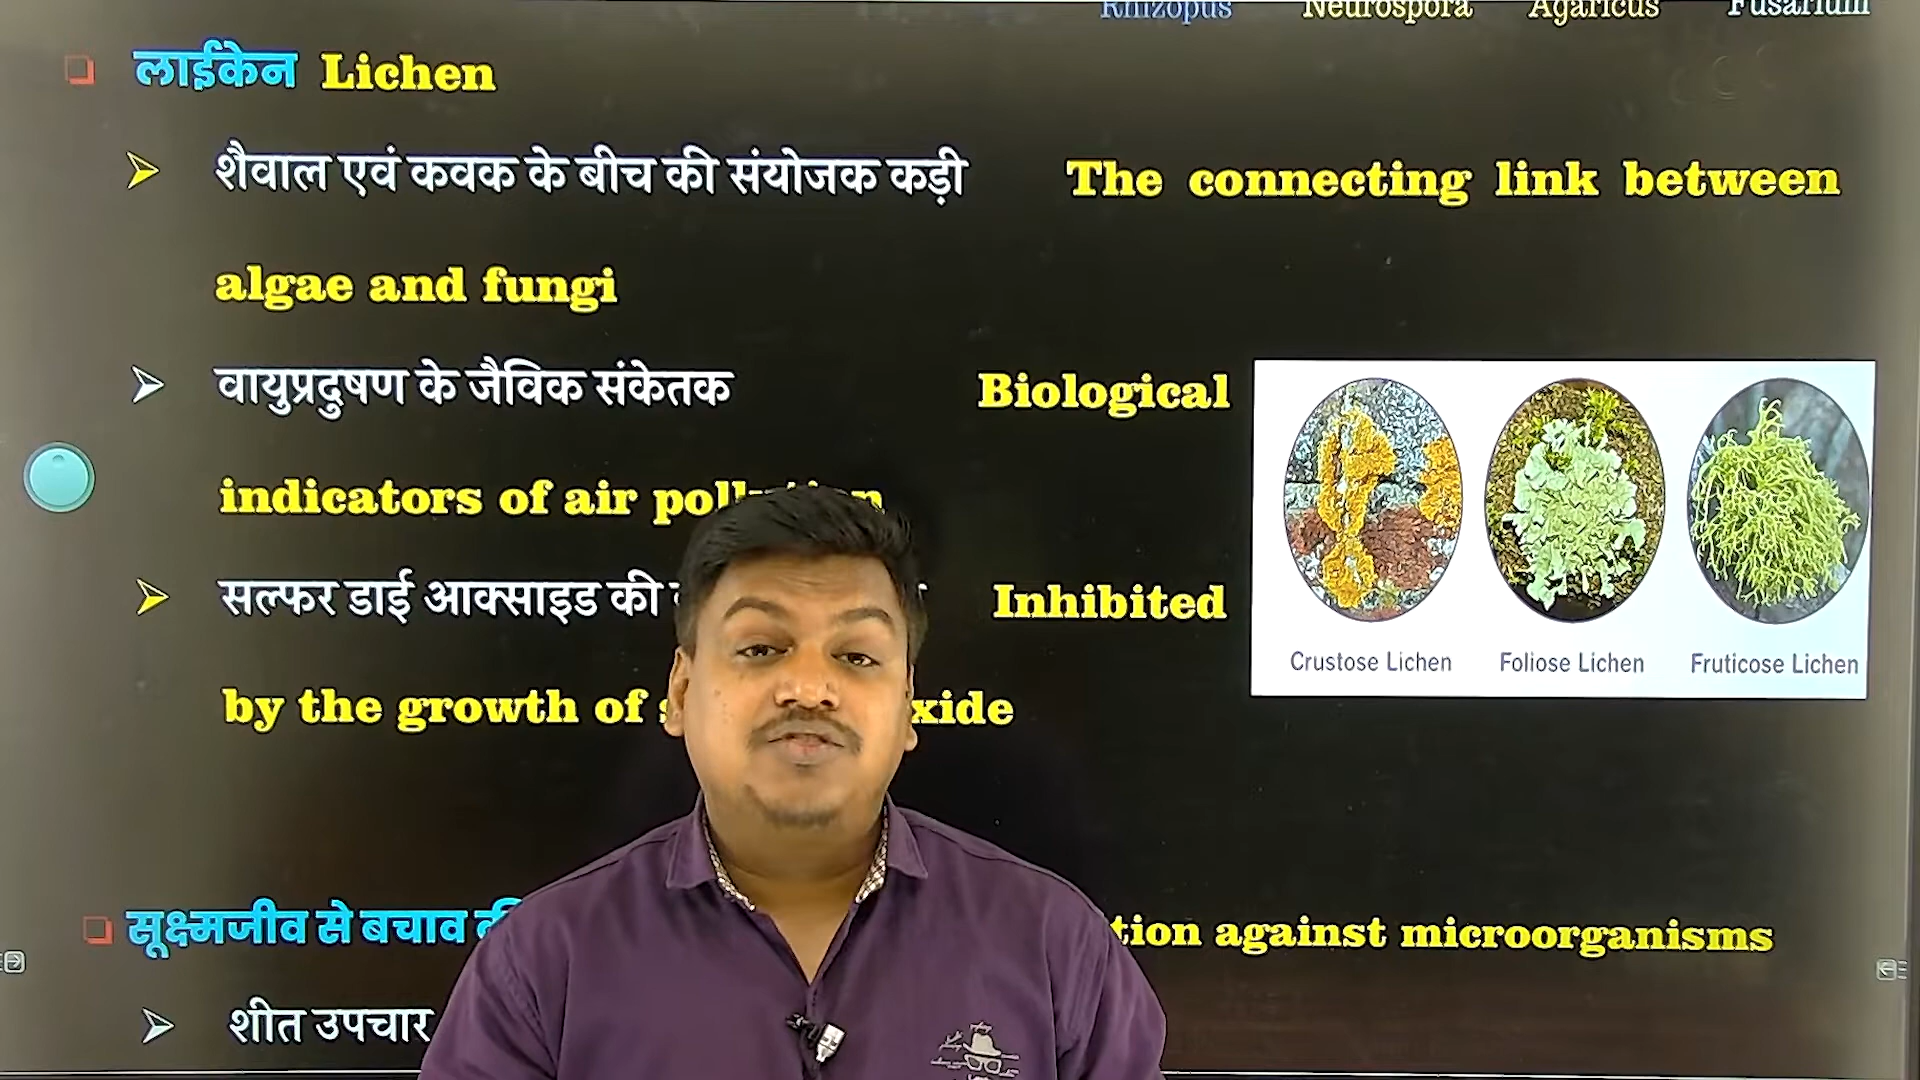 Rhizopus Neurospora Agaricus Fusarium
लाईकेन Lichen
शैवाल एवं कवक के बीच की संयोजक कड़ी The connecting link between
algae and fungi
वायुप्रदुषण के जैविक संकेतक Biological
indicators of air pollution
सल्फर डाई आक्साइड की Inhibited
by the growth of
Crustose Lichen Foliose Lichen Fruticose Lichen
सूक्ष्मजीव से बचाव against microorganisms
शीत उपचार